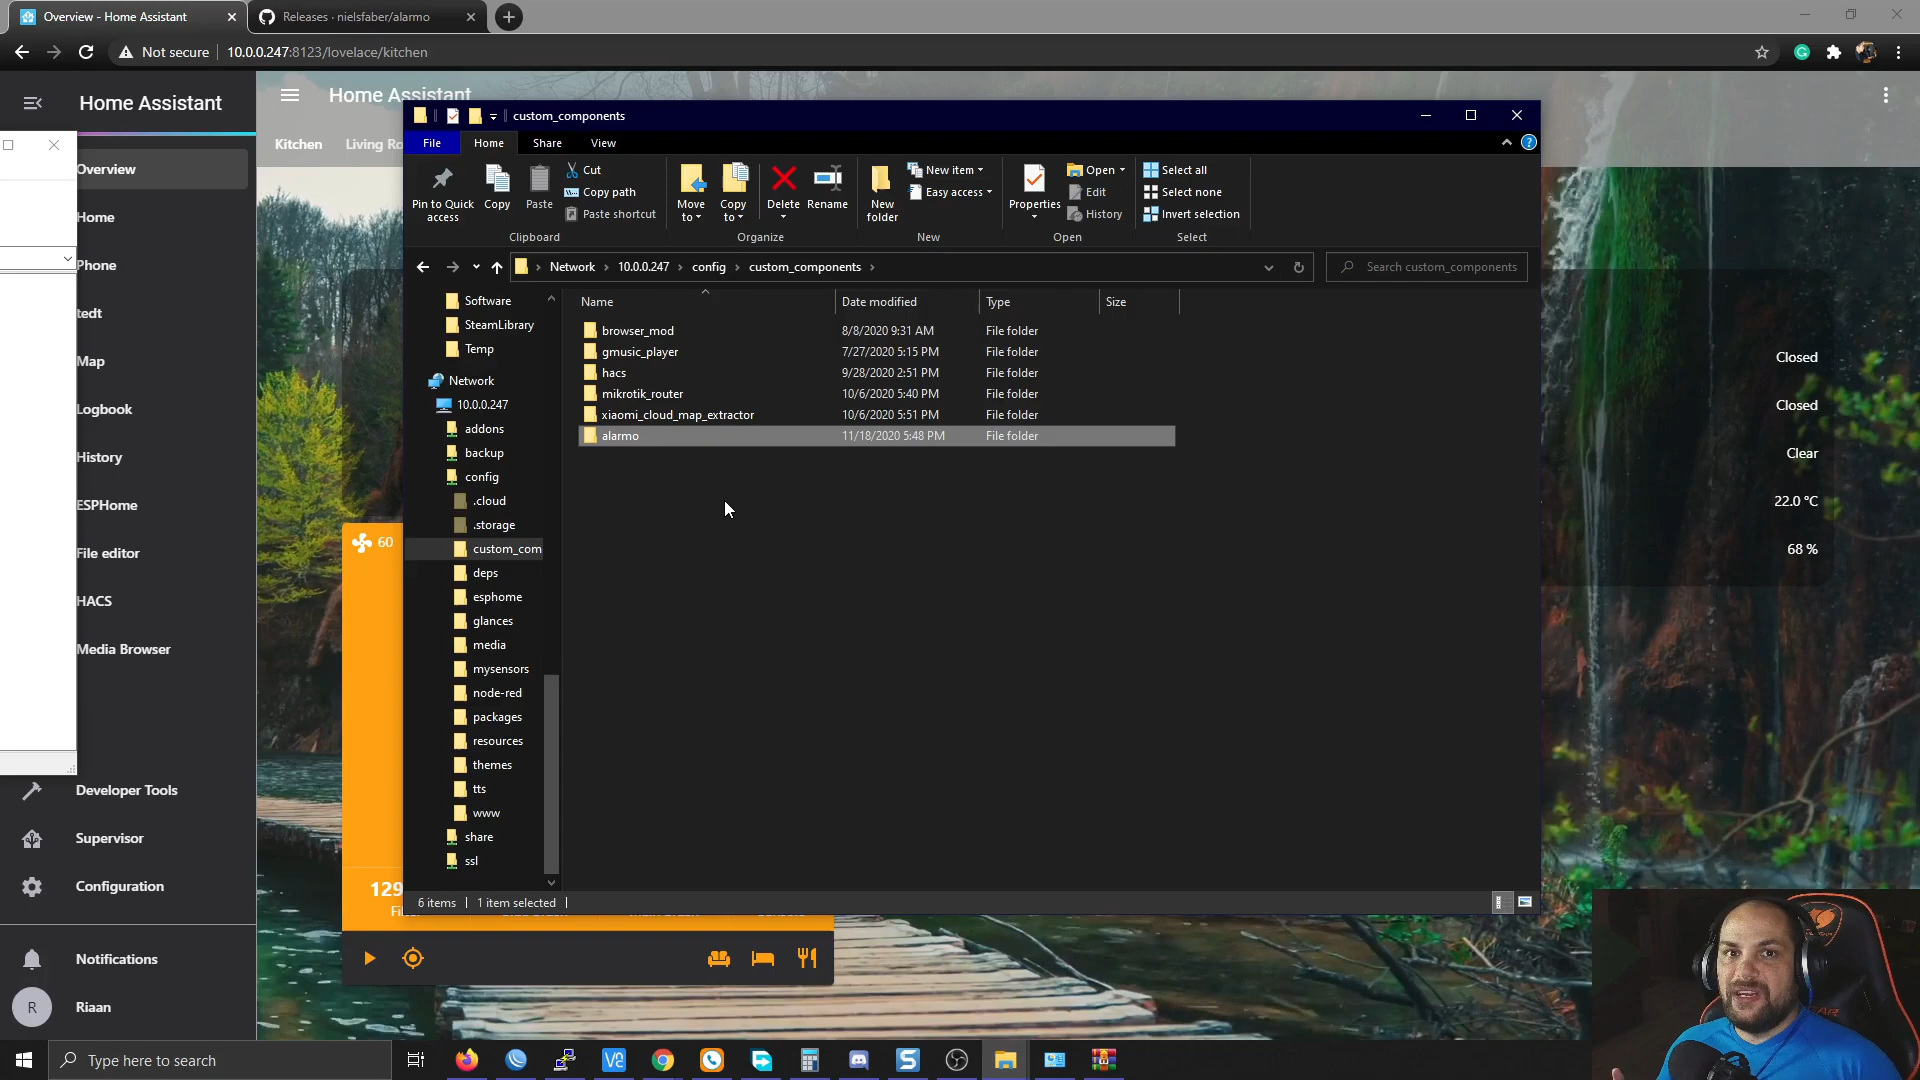 Overview - Home Assistant
Releases · nielsfaber/alarmo
Not secure
10.0.0.247:8123/lovelace/kitchen
Home Assistant
Home Assistant
Kitchen
Living Ro
Overview
Home
Phone
tedt
Map
Logbook
History
ESPHome
File editor
HACS
Media Browser
Developer Tools
Supervisor
Configuration
Notifications
R
Riaan
custom_components
File
Home
Share
View
Pin to Quick access
Copy
Paste
Cut
Copy path
Paste shortcut
Clipboard
Move to
Copy to
Delete
Rename
Organize
New folder
New item
Easy access
New
Properties
Open
Edit
History
Open
Select all
Select none
Invert selection
Select
Network
10.0.0.247
config
custom_components
Search custom_components
Software
SteamLibrary
Temp
Network
10.0.0.247
addons
backup
config
.cloud
.storage
custom_com
deps
esphome
glances
media
mysensors
node-red
packages
resources
themes
tts
www
share
ssl
Name
Date modified
Type
Size
browser_mod 8/8/2020 9:31 AM File folder
gmusic_player 7/27/2020 5:15 PM File folder
hacs 9/28/2020 2:51 PM File folder
mikrotik_router 10/6/2020 5:40 PM File folder
xiaomi_cloud_map_extractor 10/6/2020 5:51 PM File folder
alarmo 11/18/2020 5:48 PM File folder
6 items
1 item selected
60
129
Closed
Closed
Clear
22.0 °C
68 %
Type here to search